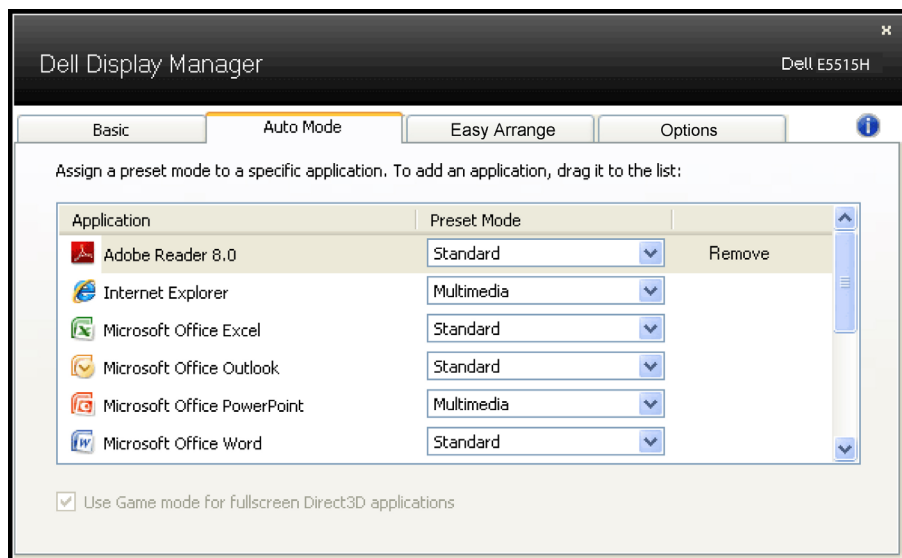 x
Dell Display Manager
Dell E5515H
Basic Auto Mode Easy Arrange Options
Assign a preset mode to a specific application. To add an application, drag it to the list:
Application Preset Mode
Adobe Reader 8.0 Standard Remove
Internet Explorer Multimedia
Microsoft Office Excel Standard
Microsoft Office Outlook Standard
Microsoft Office PowerPoint Multimedia
Microsoft Office Word Standard
Use Game mode for fullscreen Direct3D applications